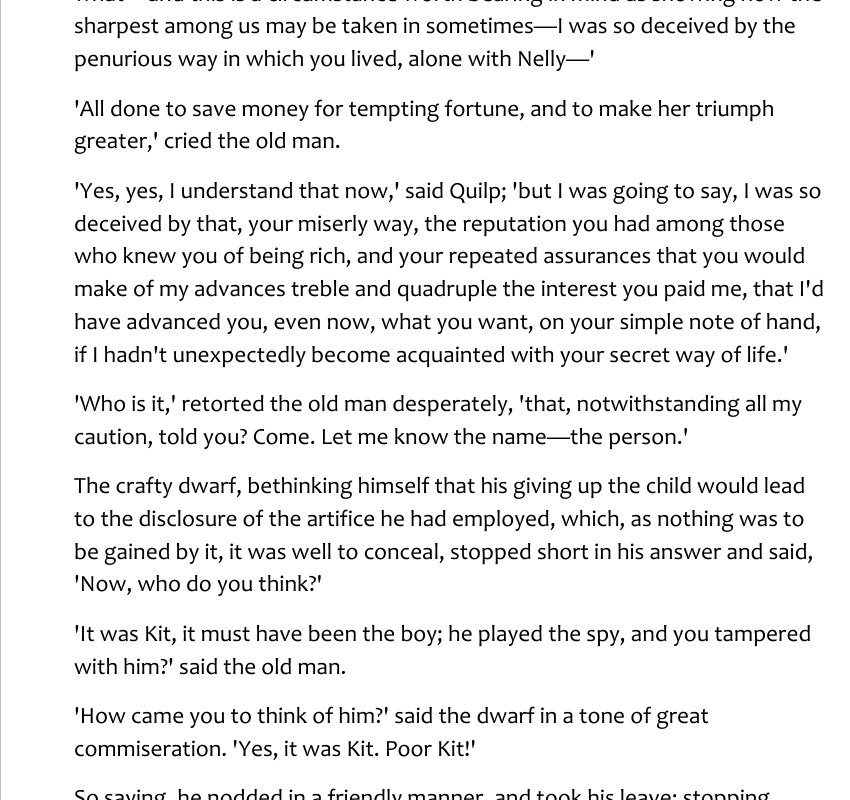 sharpest among us may be taken in sometimes—I was so deceived by the
penurious way in which you lived, alone with Nelly—'
'All done to save money for tempting fortune, and to make her triumph
greater,' cried the old man.
'Yes, yes, I understand that now,' said Quilp; 'but I was going to say, I was so
deceived by that, your miserly way, the reputation you had among those
who knew you of being rich, and your repeated assurances that you would
make of my advances treble and quadruple the interest you paid me, that I'd
have advanced you, even now, what you want, on your simple note of hand,
if I hadn't unexpectedly become acquainted with your secret way of life.'
'Who is it,' retorted the old man desperately, 'that, notwithstanding all my
caution, told you? Come. Let me know the name—the person.'
The crafty dwarf, bethinking himself that his giving up the child would lead
to the disclosure of the artifice he had employed, which, as nothing was to
be gained by it, it was well to conceal, stopped short in his answer and said,
'Now, who do you think?'
'It was Kit, it must have been the boy; he played the spy, and you tampered
with him?' said the old man.
'How came you to think of him?' said the dwarf in a tone of great
commiseration. 'Yes, it was Kit. Poor Kit!'
So saying, he nodded in a friendly manner, and took his leave: stopping